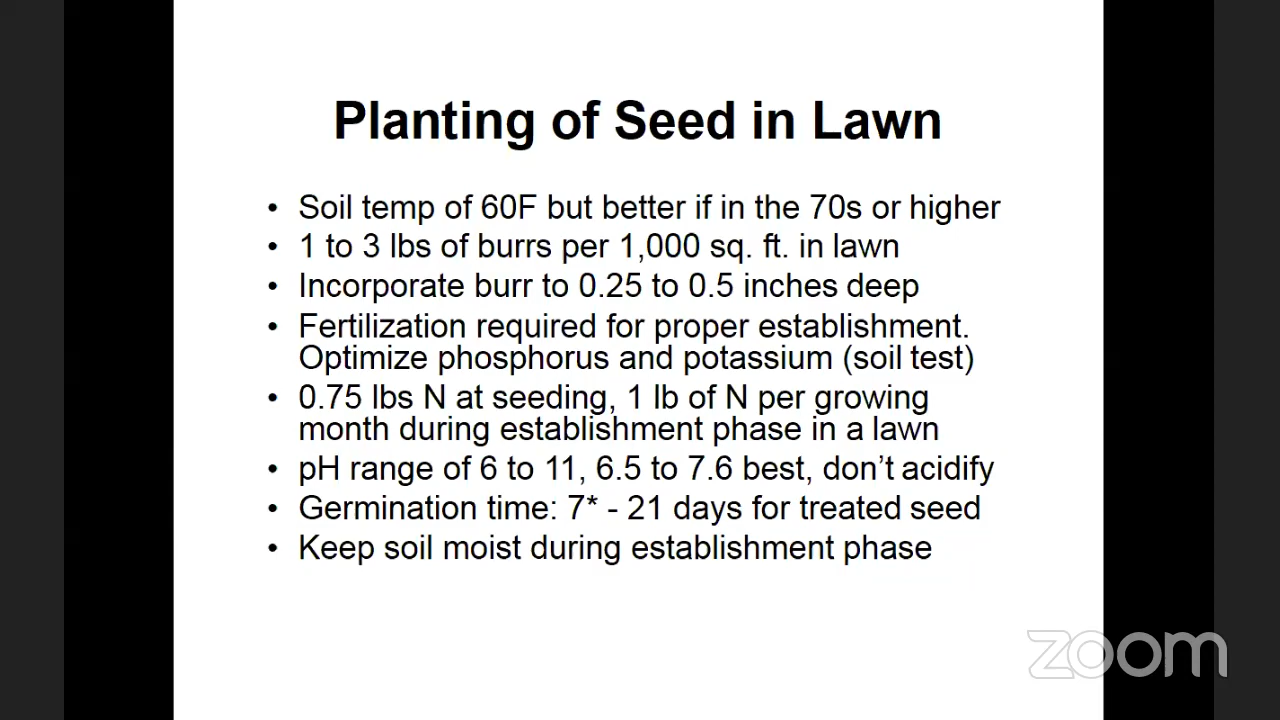 Planting of Seed in Lawn
• Soil temp of 60F but better if in the 70s or higher
• 1 to 3 lbs of burrs per 1,000 sq. ft. in lawn
• Incorporate burr to 0.25 to 0.5 inches deep
• Fertilization required for proper establishment.
Optimize phosphorus and potassium (soil test)
• 0.75 lbs N at seeding, 1 lb of N per growing
month during establishment phase in a lawn
• pH range of 6 to 11, 6.5 to 7.6 best, don’t acidify
• Germination time: 7* - 21 days for treated seed
• Keep soil moist during establishment phase
zoom